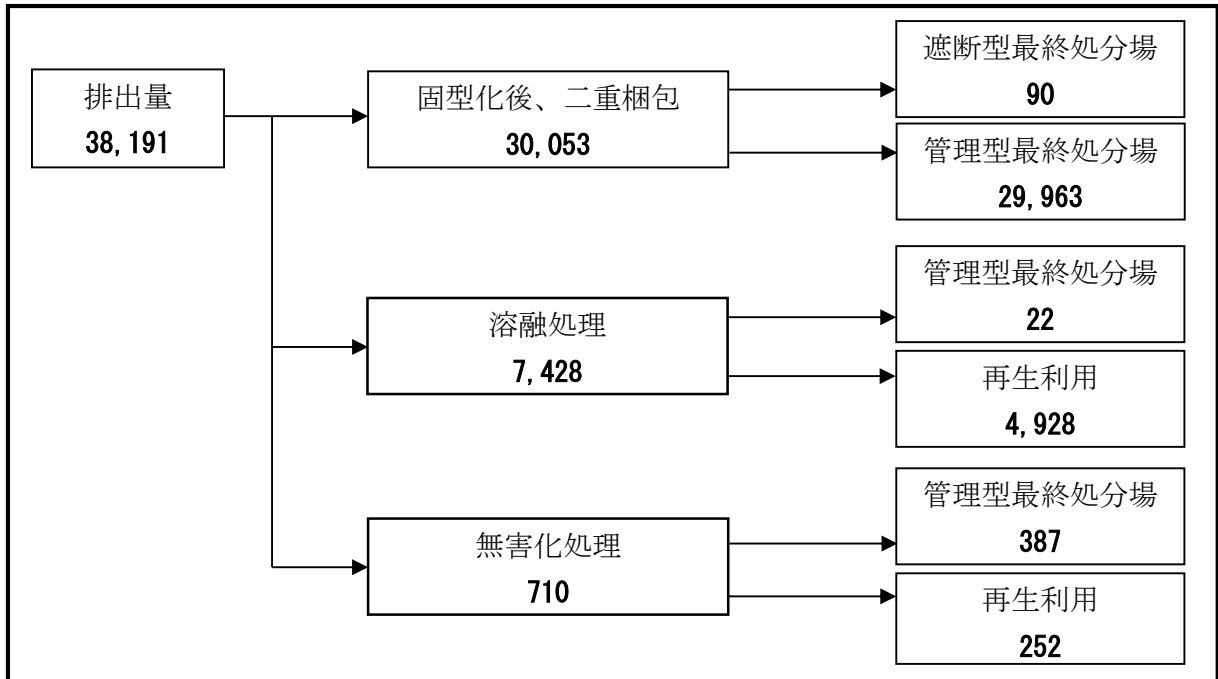 排出量
38,191
固型化後、二重梱包
30,053
遮断型最終処分場
90
管理型最終処分場
29,963
溶融処理
7,428
管理型最終処分場
22
再生利用
4,928
無害化処理
710
管理型最終処分場
387
再生利用
252